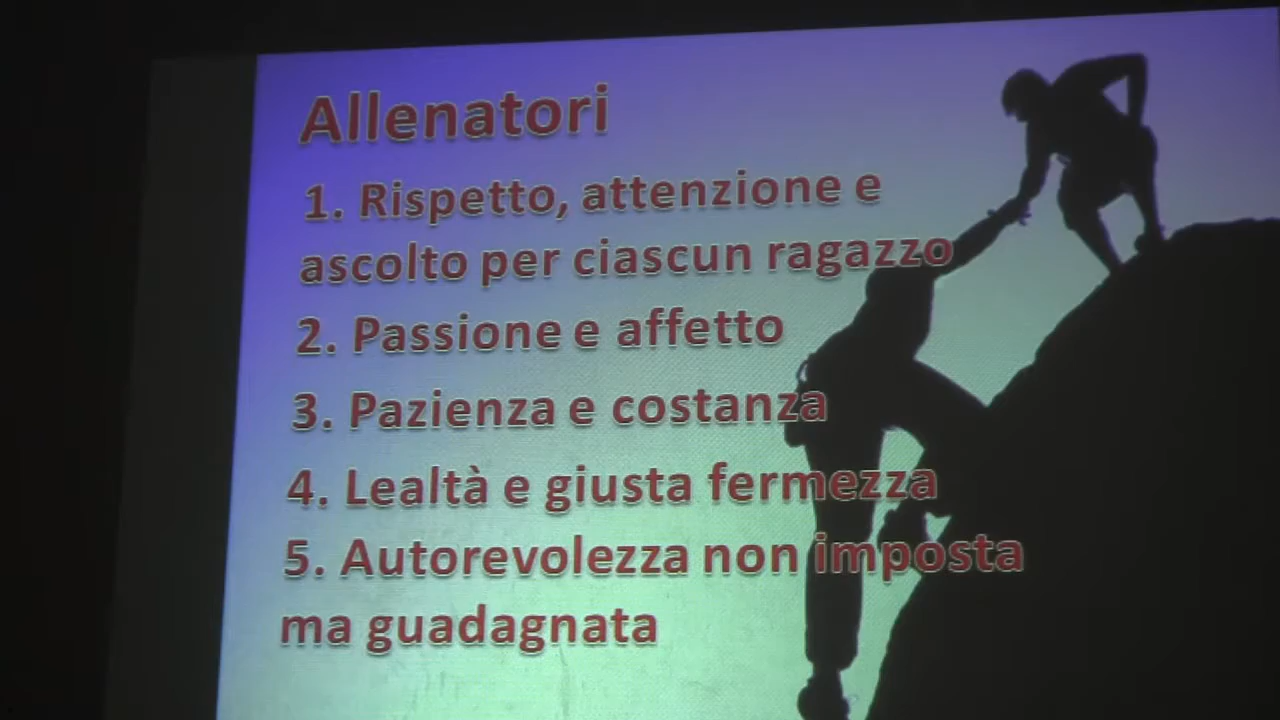 Allenatori
1. Rispetto, attenzione e
ascolto per ciascun ragazzo
2. Passione e affetto
3. Pazienza e costanza
4. Lealtà e giusta fermezza
5. Autorevolezza non imposta
ma guadagnata